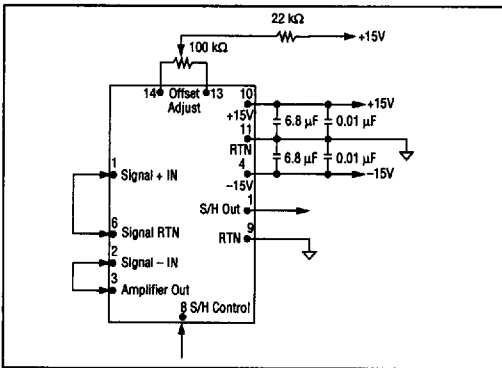 22 kΩ
+15V
100 kΩ
14 Offset 13
Adjust
10
+15V
+15V
6.8 µF
0.01 µF
11
RTN
6.8 µF
0.01 µF
4
–15V
–15V
1
Signal + IN
1
S/H Out
6
Signal RTN
9
RTN
2
Signal – IN
3
Amplifier Out
8 S/H Control